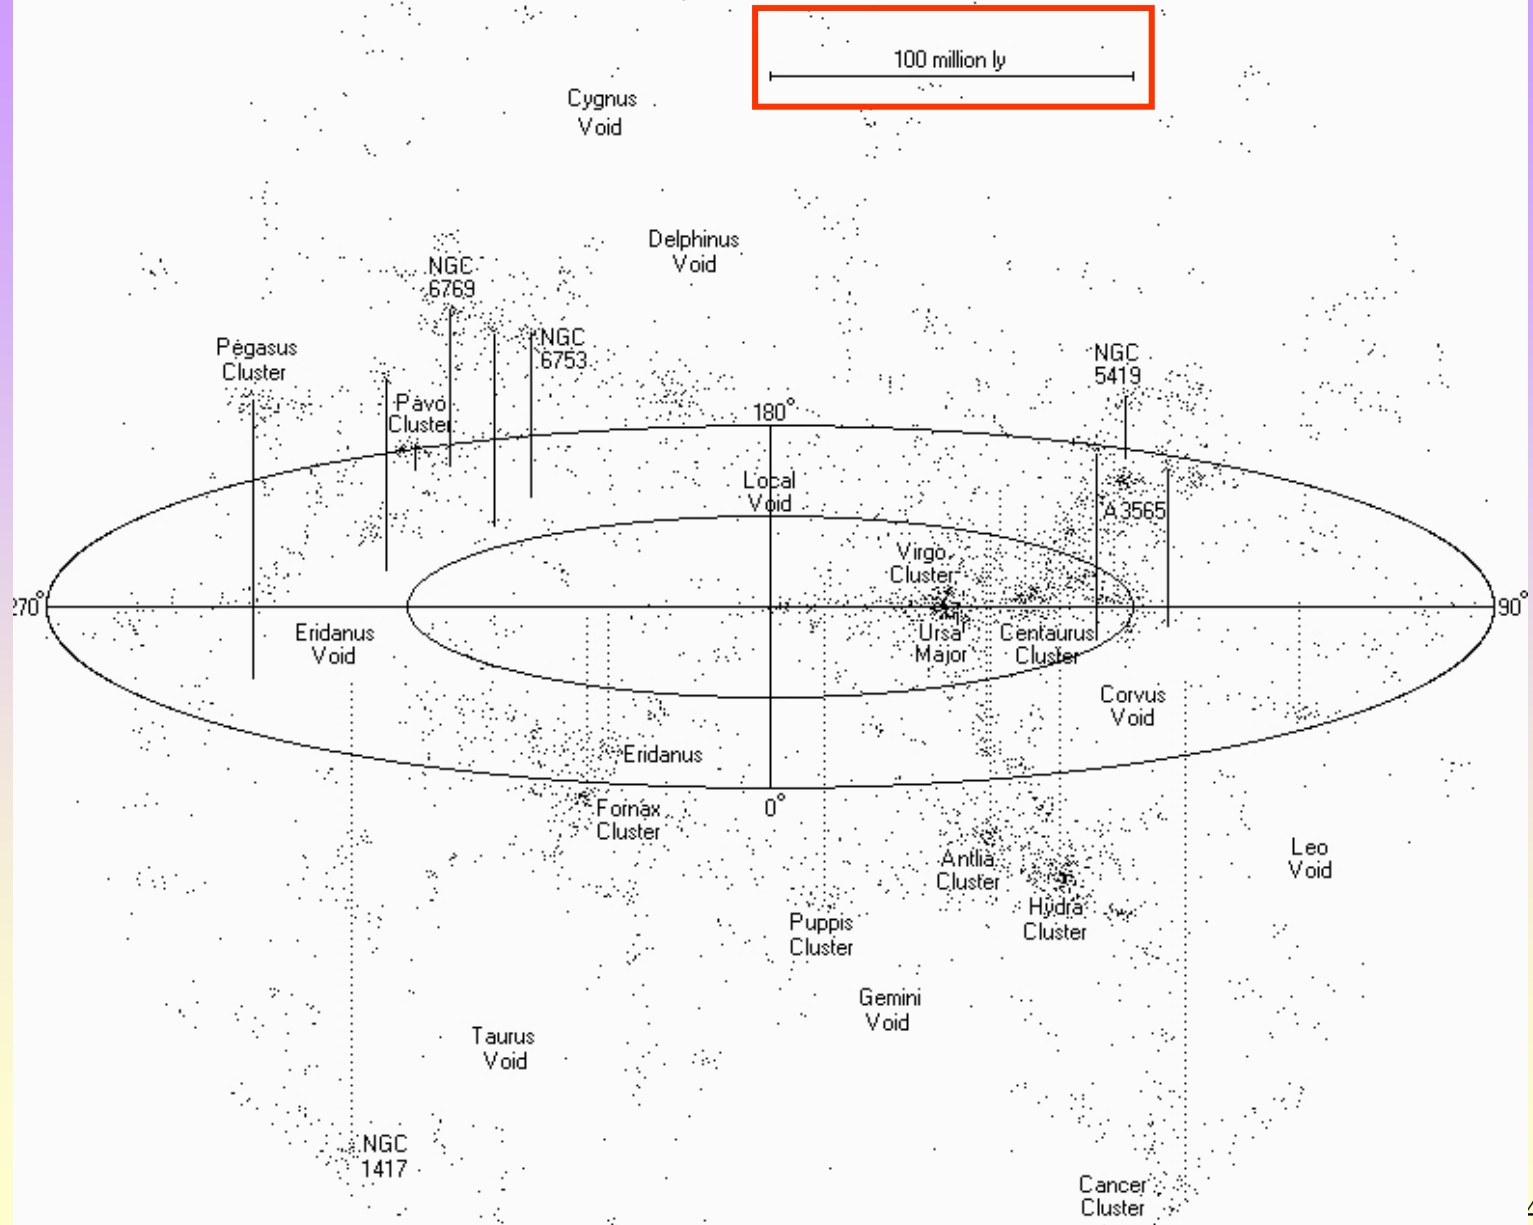 100 million ly
Cygnus
Void
Delphinus
Void
NGC
6769
NGC
6753
Pegasus
Cluster
NGC
5419
Pavo
Cluster
180°
Local
Void
A3565
Virgo
Cluster
270°
90°
Eridanus
Void
Ursa
Major
Centaurus
Cluster
Corvus
Void
Eridanus
0°
Fornax
Cluster
Antlia
Cluster
Leo
Void
Hydra
Cluster
Puppis
Cluster
Gemini
Void
Taurus
Void
NGC
1417
Cancer
Cluster